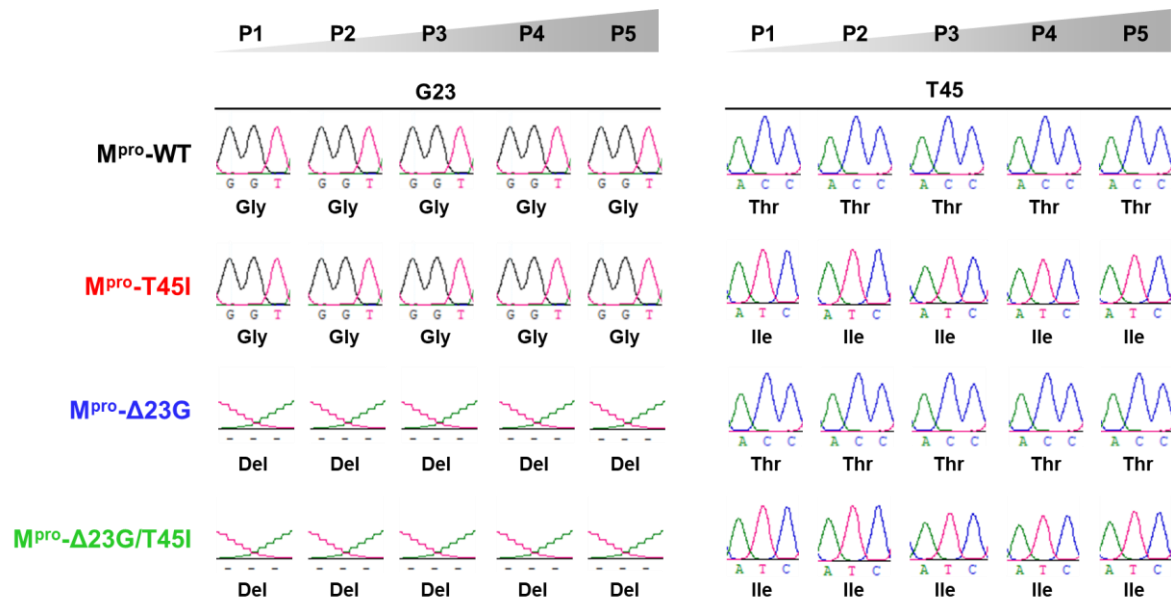 P1 P2 P3 P4 P5 P1 P2 P3 P4 P5
G23 T45
Mpro-WT
G G T G G T G G T G G T G G T A C C A C C A C C A C C A C C
Gly Gly Gly Gly Gly Thr Thr Thr Thr Thr
Mpro-T45I
G G T G G T G G T G G T G G T A T C A T C A T C A T C A T C
Gly Gly Gly Gly Gly Ile Ile Ile Ile Ile
Mpro-Δ23G
- - - - - - - - - - - - - - - A C C A C C A C C A C C A C C
Del Del Del Del Del Thr Thr Thr Thr Thr
Mpro-Δ23G/T45I
- - - - - - - - - - - - - - - A T C A T C A T C A T C A T C
Del Del Del Del Del Ile Ile Ile Ile Ile